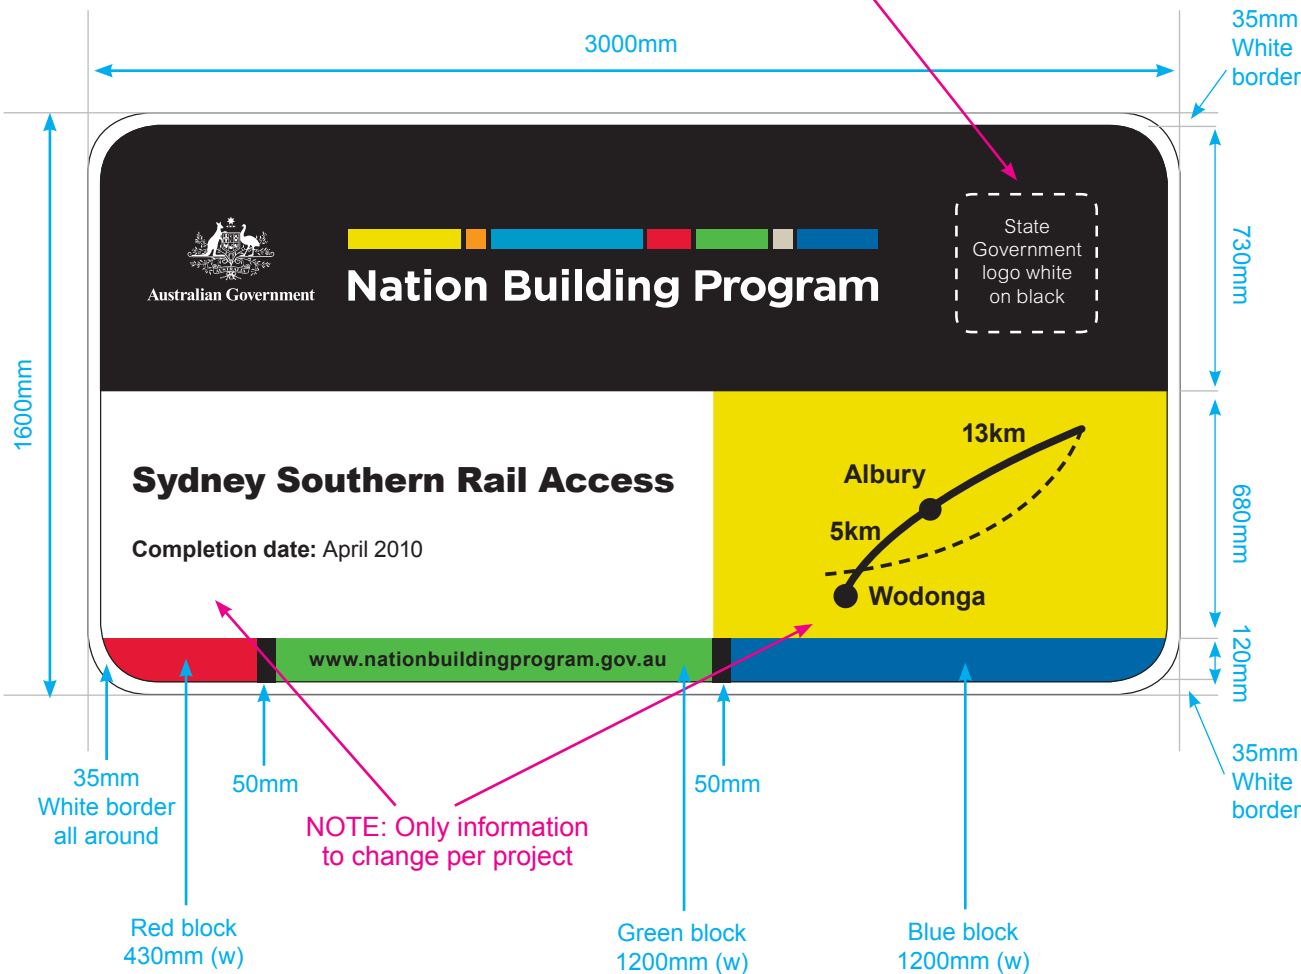 35mm
White
border
3000mm
State
Government
logo white
on black
730mm
Australian Government
Nation Building Program
1600mm
13km
Albury
Sydney Southern Rail Access
5km
680mm
Completion date: April 2010
Wodonga
www.nationbuildingprogram.gov.au
120mm
35mm
White border
all around
50mm
50mm
35mm
White
border
NOTE: Only information
to change per project
Red block
430mm (w)
Green block
1200mm (w)
Blue block
1200mm (w)